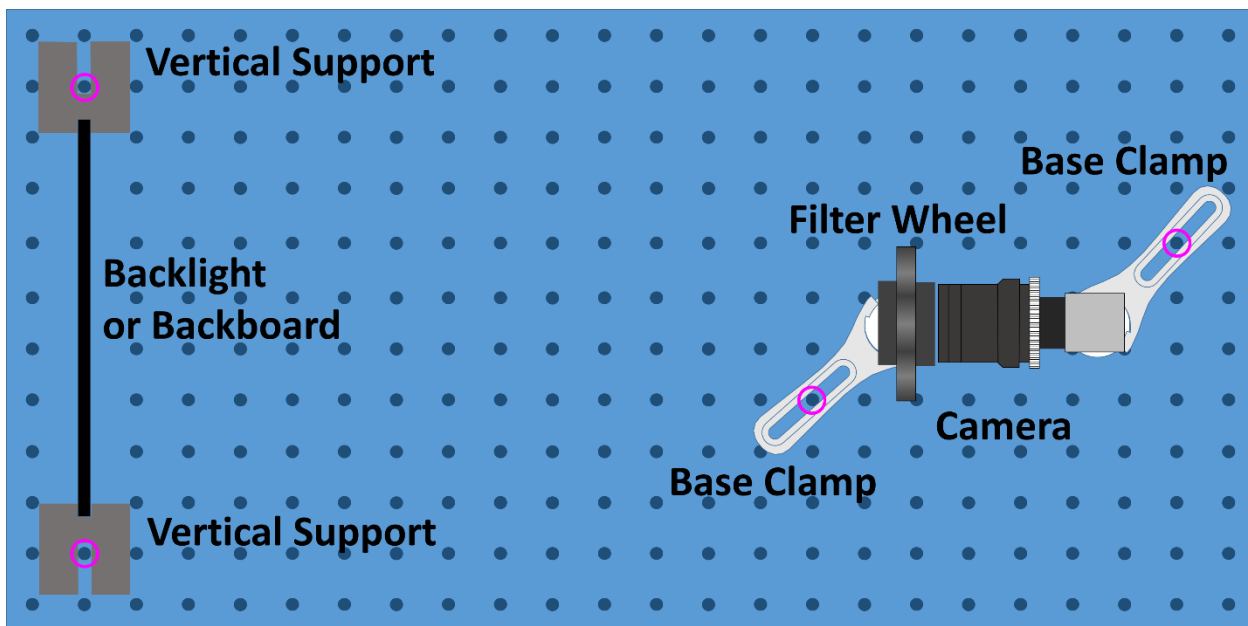 Vertical Support
Base Clamp
Filter Wheel
Backlight
or Backboard
Camera
Base Clamp
Vertical Support